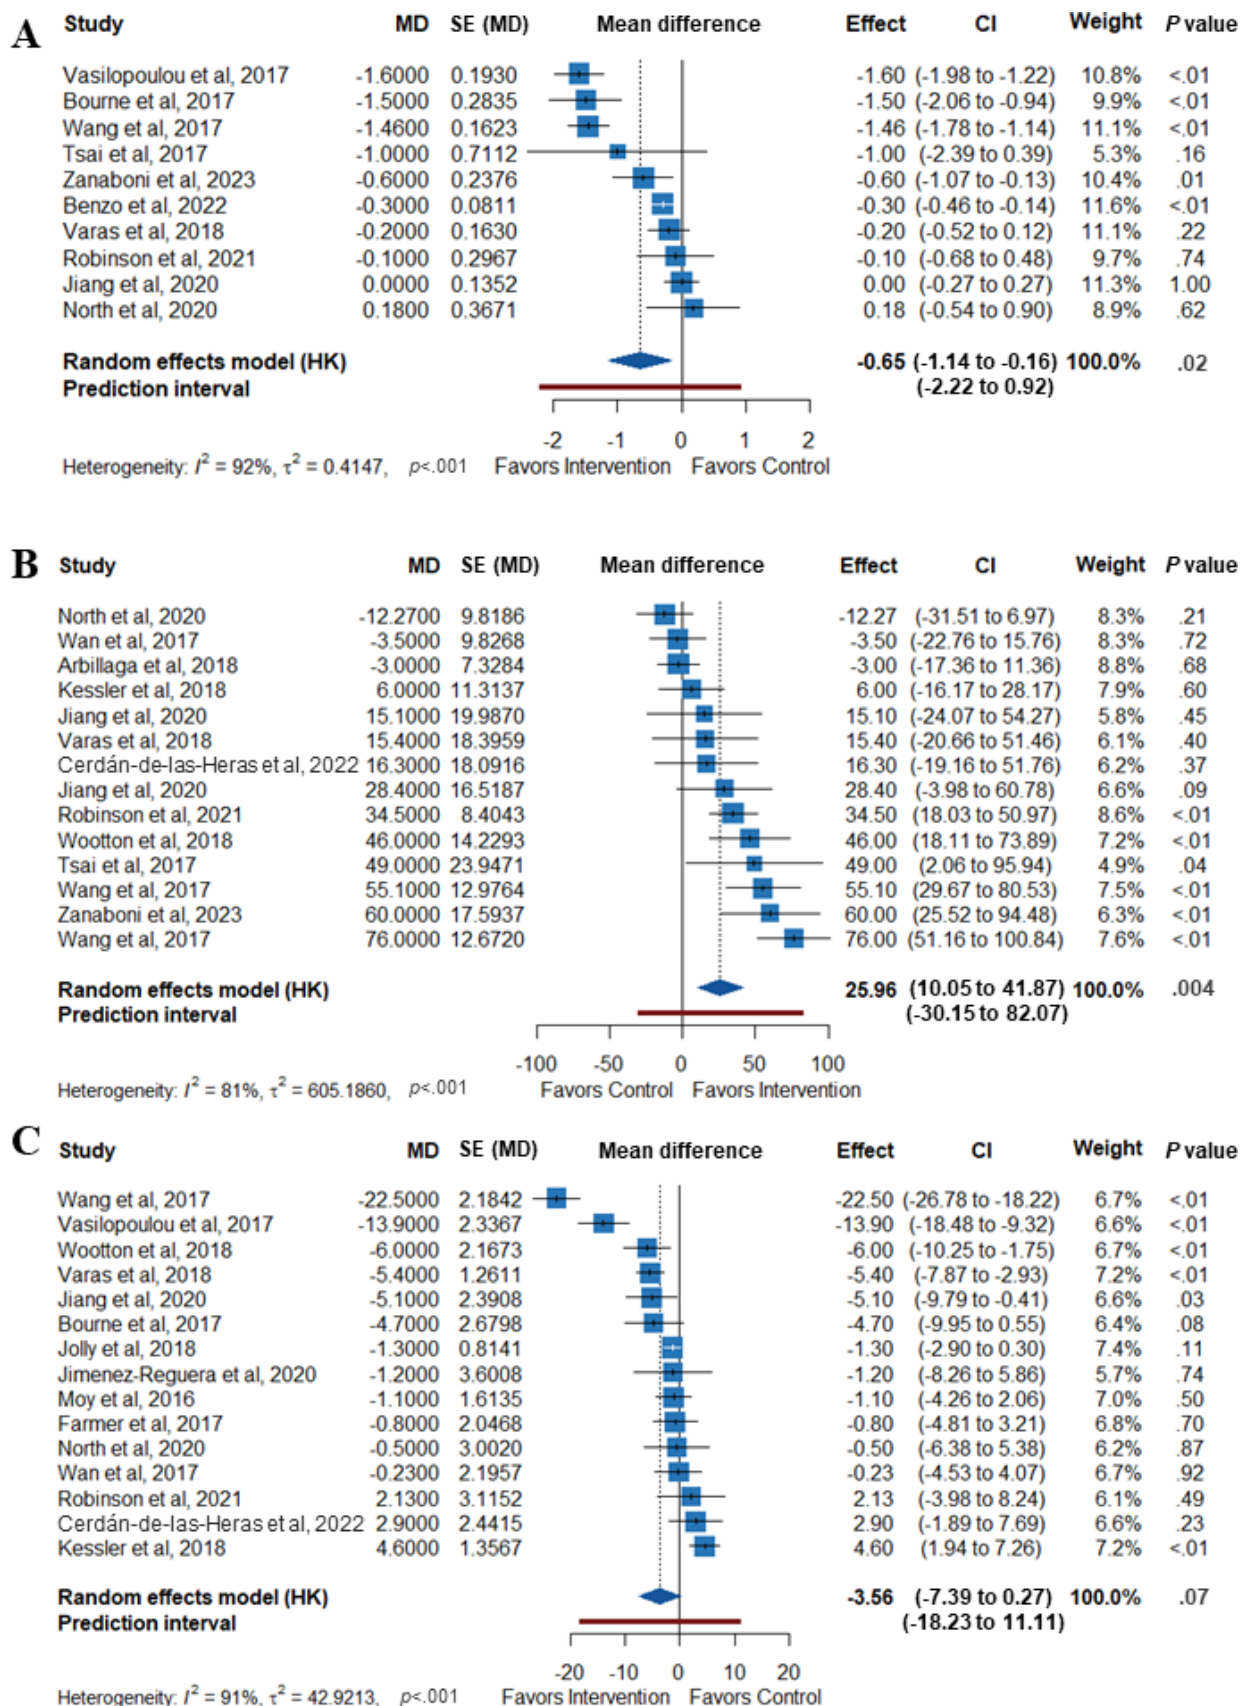 A Study MD SE (MD) Mean difference Effect CI Weight P value
Vasilopoulou et al, 2017 -1.6000 0.1930 -1.60 (-1.98 to -1.22) 10.8% <.01
Bourne et al, 2017 -1.5000 0.2835 -1.50 (-2.06 to -0.94) 9.9% <.01
Wang et al, 2017 -1.4600 0.1623 -1.46 (-1.78 to -1.14) 11.1% <.01
Tsai et al, 2017 -1.0000 0.7112 -1.00 (-2.39 to 0.39) 5.3% .16
Zanaboni et al, 2023 -0.6000 0.2376 -0.60 (-1.07 to -0.13) 10.4% .01
Benzo et al, 2022 -0.3000 0.0811 -0.30 (-0.46 to -0.14) 11.6% <.01
Varas et al, 2018 -0.2000 0.1630 -0.20 (-0.52 to 0.12) 11.1% .22
Robinson et al, 2021 -0.1000 0.2967 -0.10 (-0.68 to 0.48) 9.7% .74
Jiang et al, 2020 0.0000 0.1352 0.00 (-0.27 to 0.27) 11.3% 1.00
North et al, 2020 0.1800 0.3671 0.18 (-0.54 to 0.90) 8.9% .62
Random effects model (HK) -0.65 (-1.14 to -0.16) 100.0% .02
Prediction interval (-2.22 to 0.92)
-2 -1 0 1 2
Heterogeneity: I² = 92%, τ² = 0.4147, p<.001 Favors Intervention Favors Control
B Study MD SE (MD) Mean difference Effect CI Weight P value
North et al, 2020 -12.2700 9.8186 -12.27 (-31.51 to 6.97) 8.3% .21
Wan et al, 2017 -3.5000 9.8268 -3.50 (-22.76 to 15.76) 8.3% .72
Arbillaga et al, 2018 -3.0000 7.3284 -3.00 (-17.36 to 11.36) 8.8% .68
Kessler et al, 2018 6.0000 11.3137 6.00 (-16.17 to 28.17) 7.9% .60
Jiang et al, 2020 15.1000 19.9870 15.10 (-24.07 to 54.27) 5.8% .45
Varas et al, 2018 15.4000 18.3959 15.40 (-20.66 to 51.46) 6.1% .40
Cerdán-de-las-Heras et al, 2022 16.3000 18.0916 16.30 (-19.16 to 51.76) 6.2% .37
Jiang et al, 2020 28.4000 16.5187 28.40 (-3.98 to 60.78) 6.6% .09
Robinson et al, 2021 34.5000 8.4043 34.50 (18.03 to 50.97) 8.6% <.01
Wootton et al, 2018 46.0000 14.2293 46.00 (18.11 to 73.89) 7.2% <.01
Tsai et al, 2017 49.0000 23.9471 49.00 (2.06 to 95.94) 4.9% .04
Wang et al, 2017 55.1000 12.9764 55.10 (29.67 to 80.53) 7.5% <.01
Zanaboni et al, 2023 60.0000 17.5937 60.00 (25.52 to 94.48) 6.3% <.01
Wang et al, 2017 76.0000 12.6720 76.00 (51.16 to 100.84) 7.6% <.01
Random effects model (HK) 25.96 (10.05 to 41.87) 100.0% .004
Prediction interval (-30.15 to 82.07)
-100 -50 0 50 100
Heterogeneity: I² = 81%, τ² = 605.1860, p<.001 Favors Control Favors Intervention
C Study MD SE (MD) Mean difference Effect CI Weight P value
Wang et al, 2017 -22.5000 2.1842 -22.50 (-26.78 to -18.22) 6.7% <.01
Vasilopoulou et al, 2017 -13.9000 2.3367 -13.90 (-18.48 to -9.32) 6.6% <.01
Wootton et al, 2018 -6.0000 2.1673 -6.00 (-10.25 to -1.75) 6.7% <.01
Varas et al, 2018 -5.4000 1.2611 -5.40 (-7.87 to -2.93) 7.2% <.01
Jiang et al, 2020 -5.1000 2.3908 -5.10 (-9.79 to -0.41) 6.6% .03
Bourne et al, 2017 -4.7000 2.6798 -4.70 (-9.95 to 0.55) 6.4% .08
Jolly et al, 2018 -1.3000 0.8141 -1.30 (-2.90 to 0.30) 7.4% .11
Jimenez-Reguera et al, 2020 -1.2000 3.6008 -1.20 (-8.26 to 5.86) 5.7% .74
Moy et al, 2016 -1.1000 1.6135 -1.10 (-4.26 to 2.06) 7.0% .50
Farmer et al, 2017 -0.8000 2.0468 -0.80 (-4.81 to 3.21) 6.8% .70
North et al, 2020 -0.5000 3.0020 -0.50 (-6.38 to 5.38) 6.2% .87
Wan et al, 2017 -0.2300 2.1957 -0.23 (-4.53 to 4.07) 6.7% .92
Robinson et al, 2021 2.1300 3.1152 2.13 (-3.98 to 8.24) 6.1% .49
Cerdán-de-las-Heras et al, 2022 2.9000 2.4415 2.90 (-1.89 to 7.69) 6.6% .23
Kessler et al, 2018 4.6000 1.3567 4.60 (1.94 to 7.26) 7.2% <.01
Random effects model (HK) -3.56 (-7.39 to 0.27) 100.0% .07
Prediction interval (-18.23 to 11.11)
-20 -10 0 10 20
Heterogeneity: I² = 91%, τ² = 42.9213, p<.001 Favors Intervention Favors Control